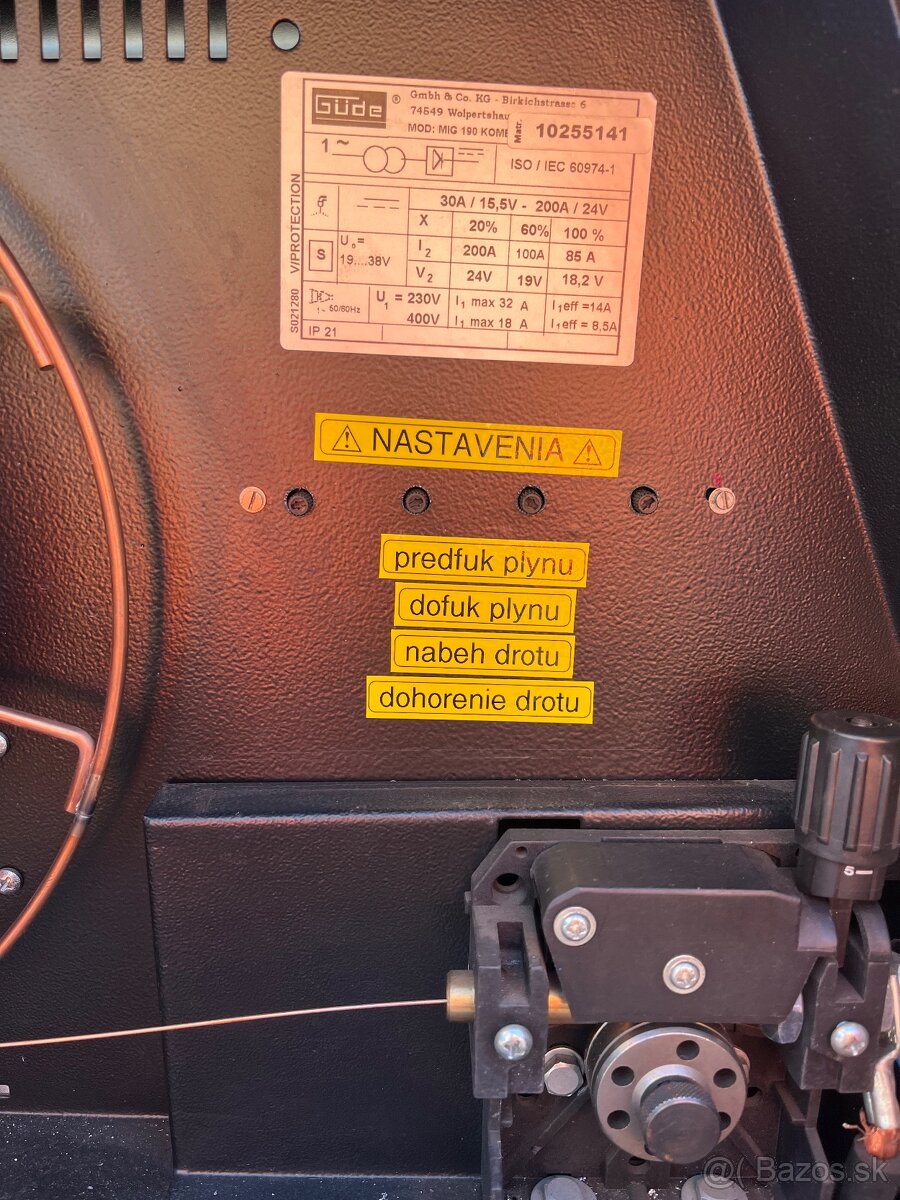 Güde ®
Gmbh & Co. KG - Birkichstrasse 6
74549 Wolpertshau
MOD: MIG 190 KOMB
Matr. 10255141
1 ~
ISO / IEC 60974-1
30A / 15,5V - 200A / 24V
X 20% 60% 100 %
S U₀ = 19....38V
I₂ 200A 100A 85 A
V₂ 24V 19V 18,2 V
1 ~ 50/60Hz
U₁ = 230V I₁ max 32 A I₁eff =14A
400V I₁ max 18 A I₁eff = 8,5A
IP 21
S021280 V/PROTECTION
NASTAVENIA
predfuk plynu
dofuk plynu
nabeh drotu
dohorenie drotu
5
@( Bazos.sk